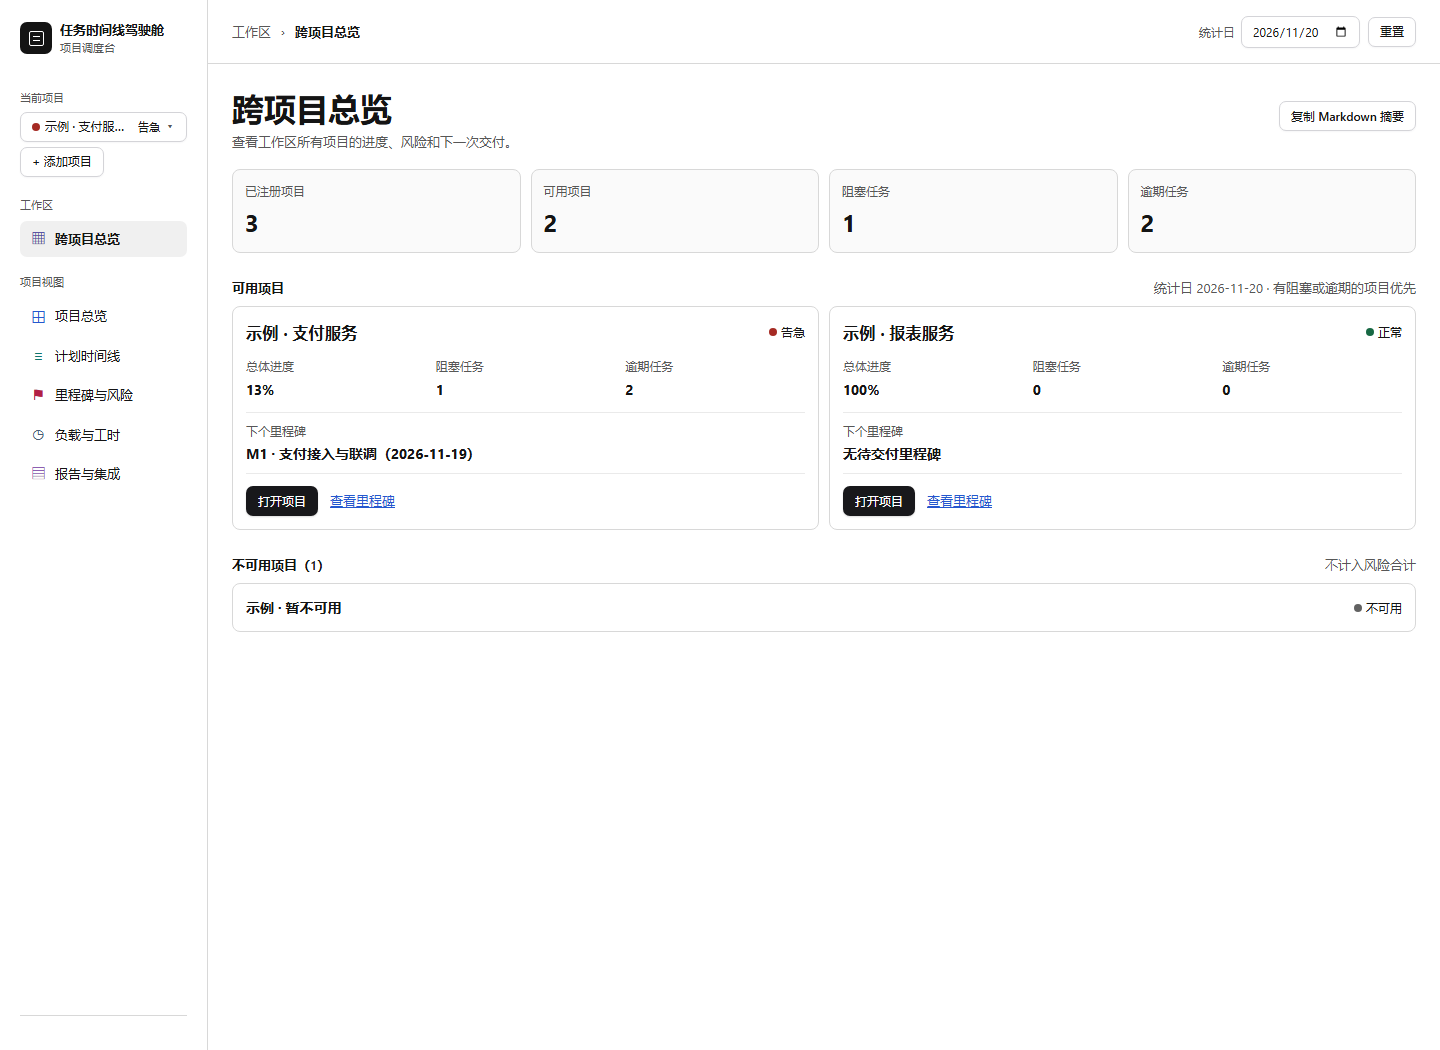 任务时间线驾驶舱
项目调度台
当前项目
示例 · 支付服... 告急
+ 添加项目
工作区
跨项目总览
项目视图
项目总览
计划时间线
里程碑与风险
负载与工时
报告与集成
工作区 › 跨项目总览
统计日 2026/11/20 重置
跨项目总览
查看工作区所有项目的进度、风险和下一次交付。
复制 Markdown 摘要
已注册项目
3
可用项目
2
阻塞任务
1
逾期任务
2
可用项目
统计日 2026-11-20 · 有阻塞或逾期的项目优先
示例 · 支付服务
告急
总体进度 阻塞任务 逾期任务
13% 1 2
下个里程碑
M1 · 支付接入与联调（2026-11-19）
打开项目 查看里程碑
示例 · 报表服务
正常
总体进度 阻塞任务 逾期任务
100% 0 0
下个里程碑
无待交付里程碑
打开项目 查看里程碑
不可用项目（1）
不计入风险合计
示例 · 暂不可用
不可用